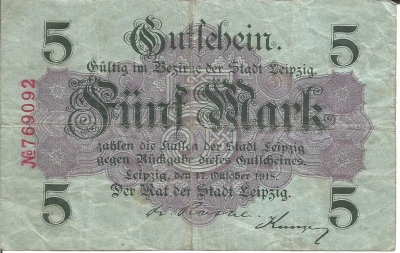 5 Gutschein. 5
Gültig im Bezirke der Stadt Leipzig.
№769092
Fünf Mark
zahlen die Kassen der Stadt Leipzig
gegen Rückgabe dieses Gutscheines.
Leipzig, den 17. Oktober 1918.
5 Der Rat der Stadt Leipzig. 5